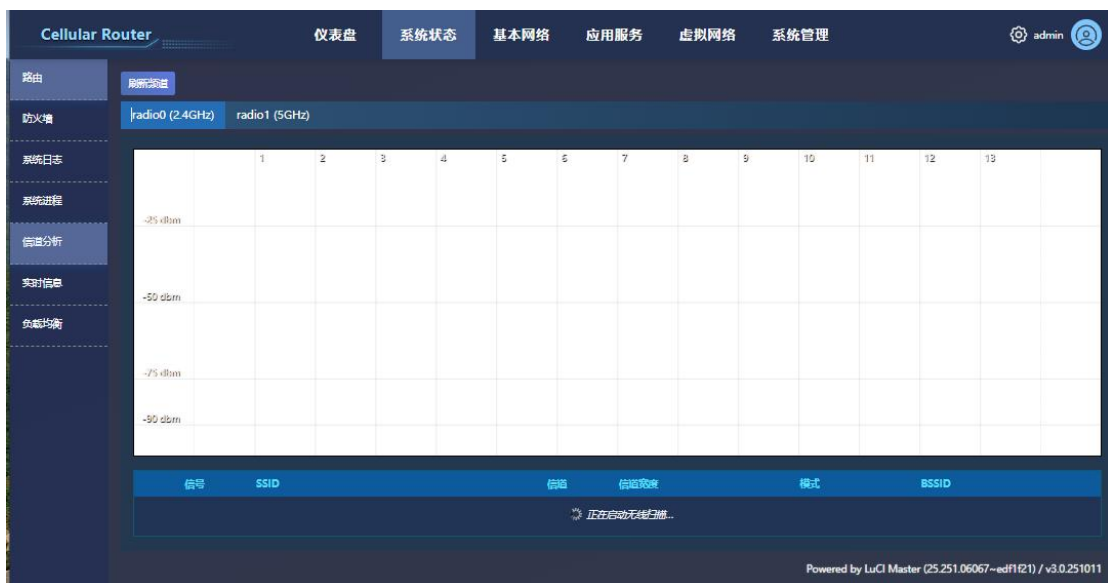 Cellular Router
仪表盘 系统状态 基本网络 应用服务 虚拟网络 系统管理
admin
路由
防火墙
系统日志
系统进程
信道分析
实时信息
负载均衡
刷新频道
radio0 (2.4GHz) radio1 (5GHz)
1 2 3 4 5 6 7 8 9 10 11 12 13
-25 dbm
-50 dbm
-75 dbm
-90 dbm
信号 SSID 信道 信道宽度 模式 BSSID
正在启动无线扫描...
Powered by LuCI Master (25.251.06067~edf1f21) / v3.0.251011